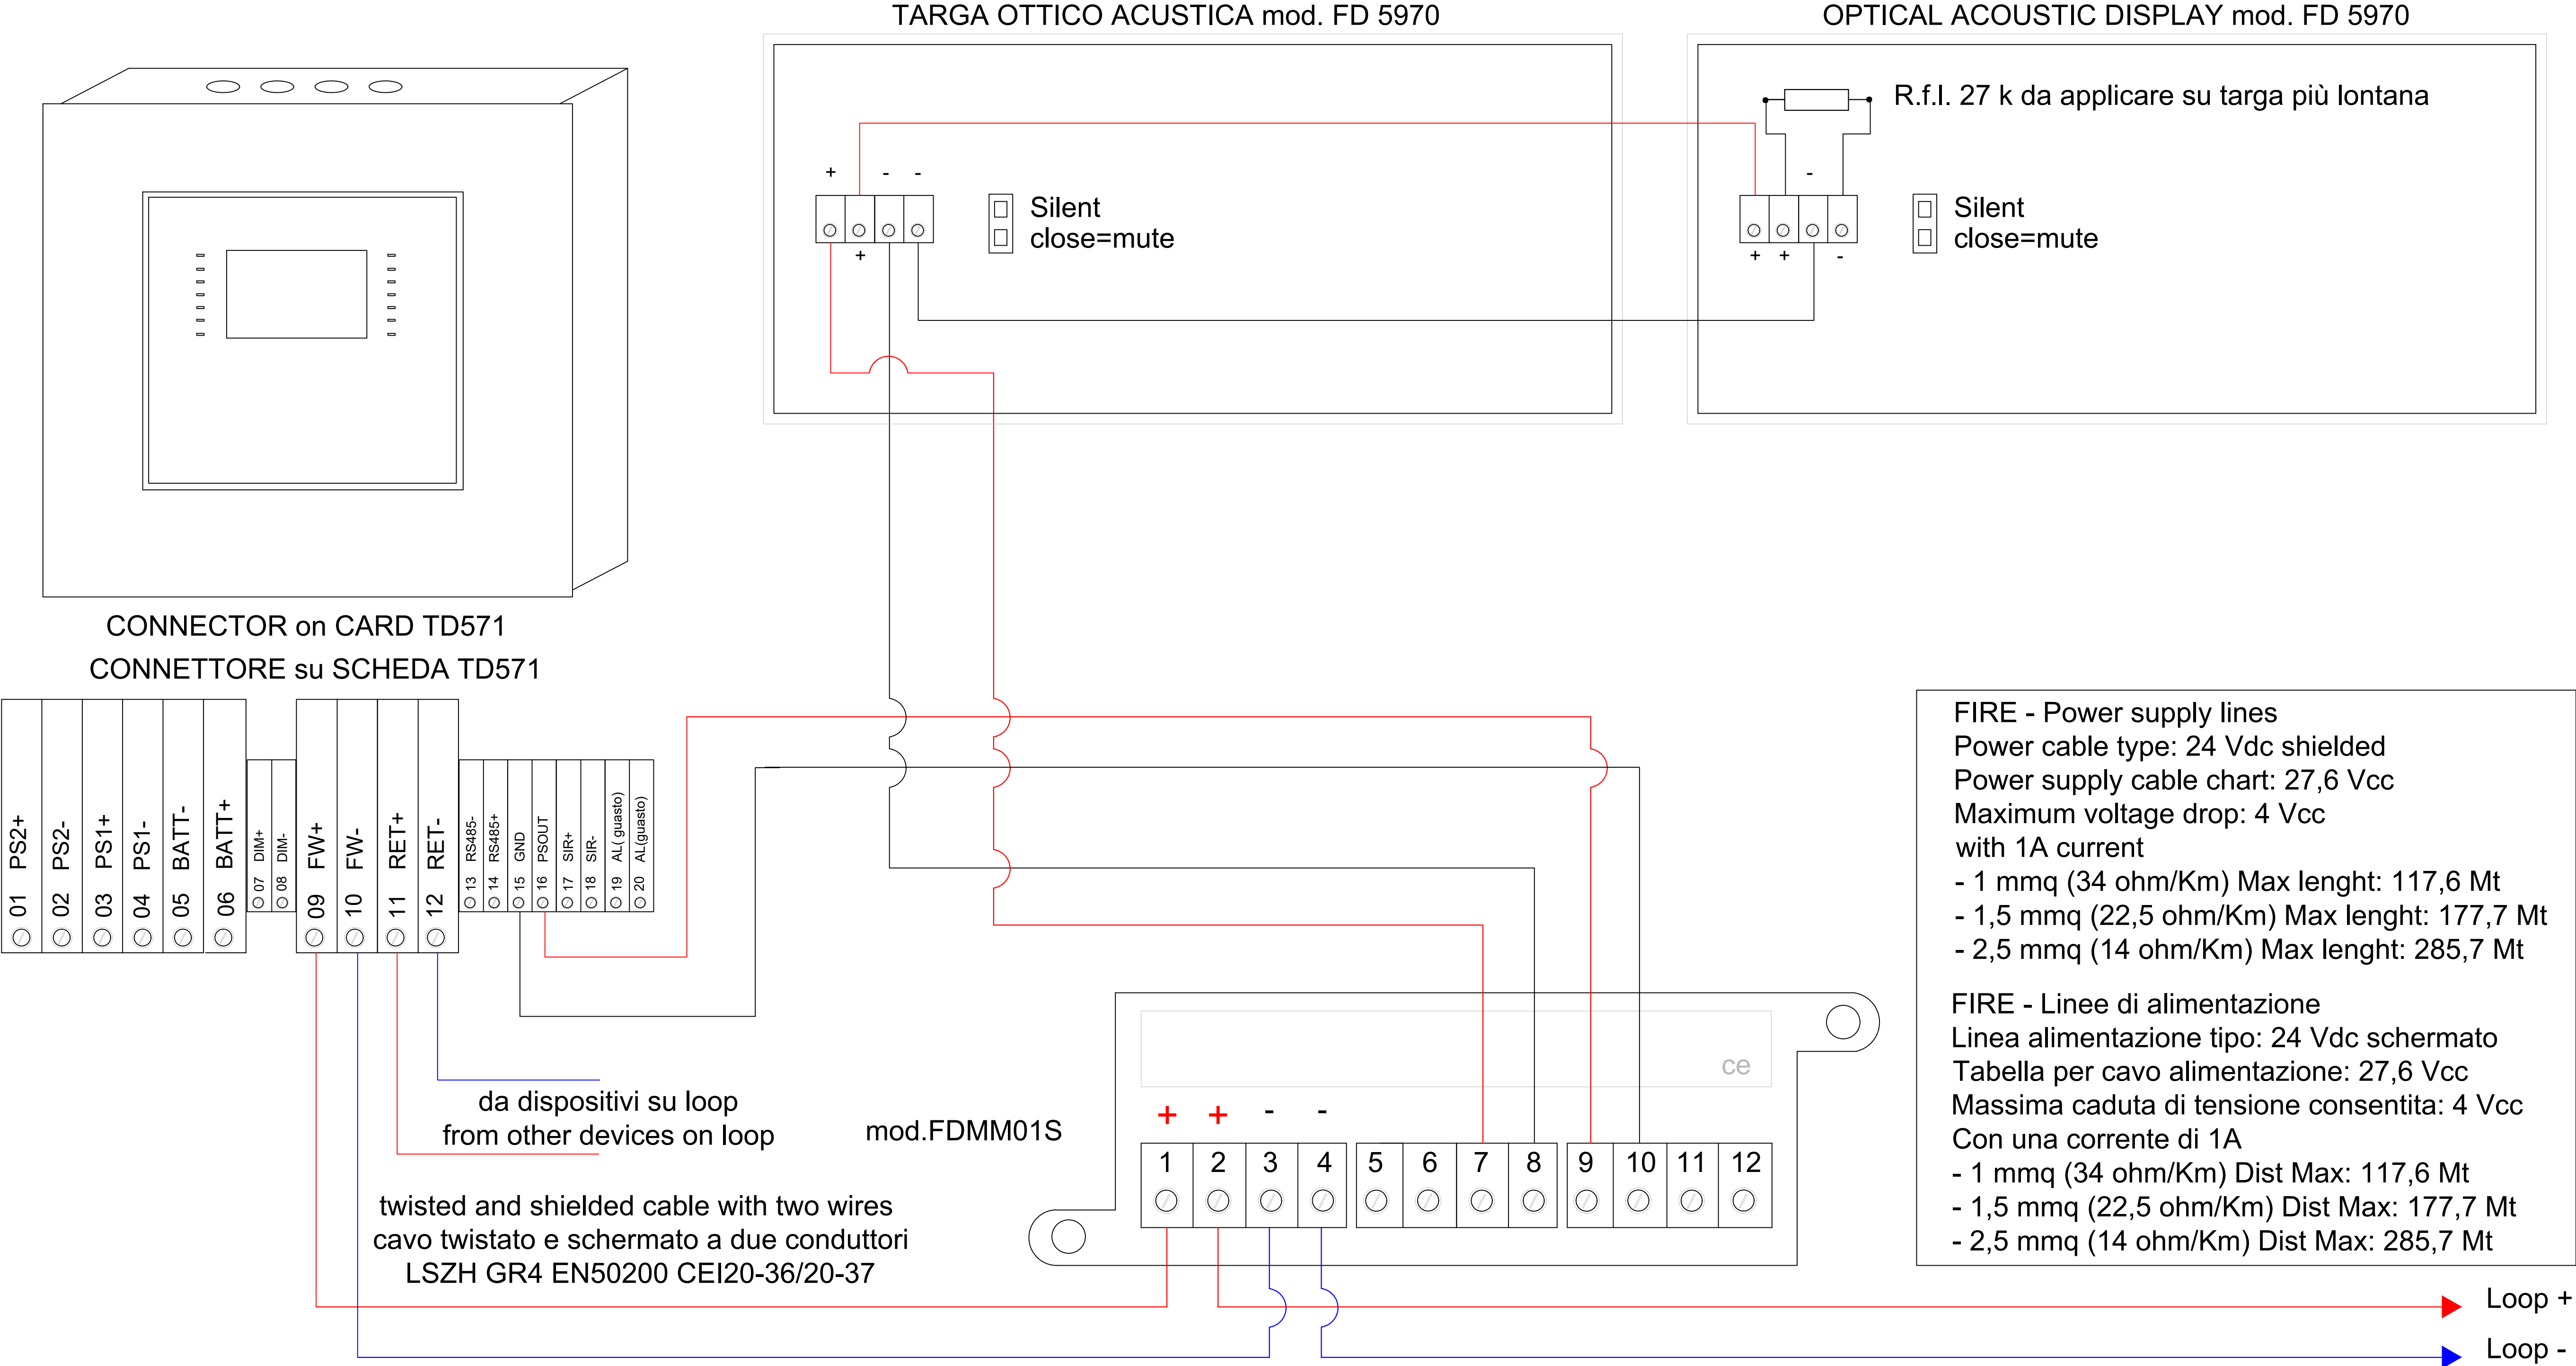 TARGA OTTICO ACUSTICA mod. FD 5970
OPTICAL ACOUSTIC DISPLAY mod. FD 5970
R.f.l. 27 k da applicare su targa più lontana
+ - -
Silent
close=mute
+
-
Silent
close=mute
+ + -
CONNECTOR on CARD TD571
CONNETTORE su SCHEDA TD571
01 PS2+
02 PS2-
03 PS1+
04 PS1-
05 BATT-
06 BATT+
07 DIM+
08 DIM-
09 FW+
10 FW-
11 RET+
12 RET-
13 RS485-
14 RS485+
15 GND
16 PSOUT
17 SIR+
18 SIR-
19 AL( guasto)
20 AL(guasto)
da dispositivi su loop
from other devices on loop
twisted and shielded cable with two wires
cavo twistato e schermato a due conduttori
LSZH GR4 EN50200 CEI20-36/20-37
mod.FDMM01S
ce
+ + - -
1 2 3 4 5 6 7 8 9 10 11 12
FIRE - Power supply lines
Power cable type: 24 Vdc shielded
Power supply cable chart: 27,6 Vcc
Maximum voltage drop: 4 Vcc
with 1A current
- 1 mmq (34 ohm/Km) Max lenght: 117,6 Mt
- 1,5 mmq (22,5 ohm/Km) Max lenght: 177,7 Mt
- 2,5 mmq (14 ohm/Km) Max lenght: 285,7 Mt
FIRE - Linee di alimentazione
Linea alimentazione tipo: 24 Vdc schermato
Tabella per cavo alimentazione: 27,6 Vcc
Massima caduta di tensione consentita: 4 Vcc
Con una corrente di 1A
- 1 mmq (34 ohm/Km) Dist Max: 117,6 Mt
- 1,5 mmq (22,5 ohm/Km) Dist Max: 177,7 Mt
- 2,5 mmq (14 ohm/Km) Dist Max: 285,7 Mt
Loop +
Loop -